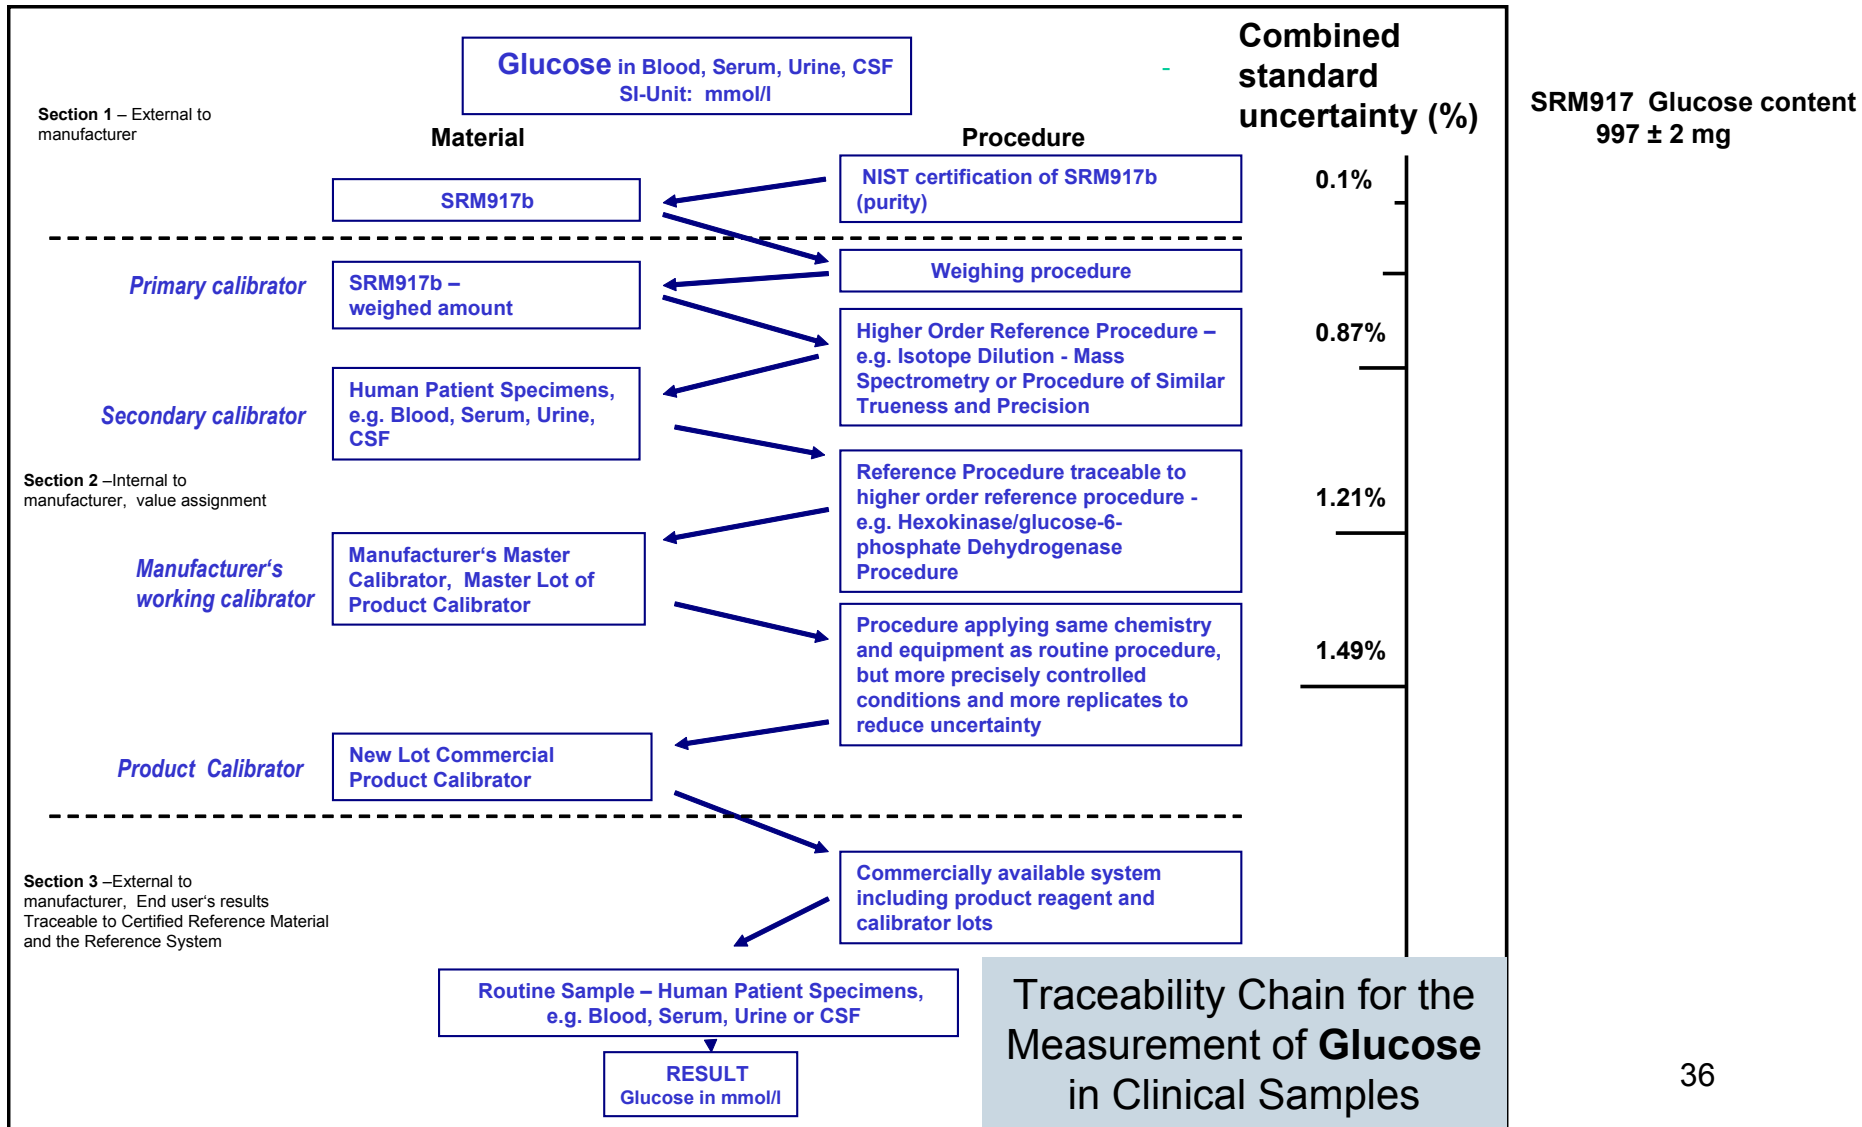 Glucose in Blood, Serum, Urine, CSF
SI-Unit: mmol/l
-
Combined
standard
uncertainty (%)
SRM917 Glucose content
997 ± 2 mg
Section 1 – External to
manufacturer
Material
Procedure
SRM917b
NIST certification of SRM917b
(purity)
0.1%
Primary calibrator
SRM917b –
weighed amount
Weighing procedure
Higher Order Reference Procedure –
e.g. Isotope Dilution - Mass
Spectrometry or Procedure of Similar
Trueness and Precision
0.87%
Secondary calibrator
Human Patient Specimens,
e.g. Blood, Serum, Urine,
CSF
Section 2 –Internal to
manufacturer, value assignment
Reference Procedure traceable to
higher order reference procedure -
e.g. Hexokinase/glucose-6-
phosphate Dehydrogenase
Procedure
1.21%
Manufacturer‘s
working calibrator
Manufacturer‘s Master
Calibrator, Master Lot of
Product Calibrator
Procedure applying same chemistry
and equipment as routine procedure,
but more precisely controlled
conditions and more replicates to
reduce uncertainty
1.49%
Product Calibrator
New Lot Commercial
Product Calibrator
Section 3 –External to
manufacturer, End user‘s results
Traceable to Certified Reference Material
and the Reference System
Commercially available system
including product reagent and
calibrator lots
Routine Sample – Human Patient Specimens,
e.g. Blood, Serum, Urine or CSF
RESULT
Glucose in mmol/l
Traceability Chain for the
Measurement of Glucose
in Clinical Samples
36